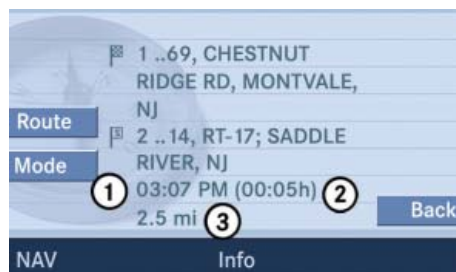 1 ..69, CHESTNUT
RIDGE RD, MONTVALE,
NJ
Route
S 2 ..14, RT-17; SADDLE
Mode
RIVER, NJ
1 03:07 PM (00:05h) 2
Back
2.5 mi 3
NAV Info